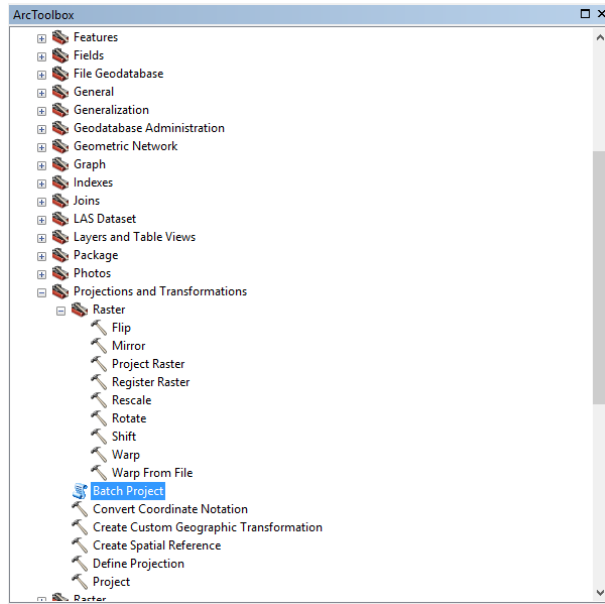 ArcToolbox
Features
Fields
File Geodatabase
General
Generalization
Geodatabase Administration
Geometric Network
Graph
Indexes
Joins
LAS Dataset
Layers and Table Views
Package
Photos
Projections and Transformations
Raster
Flip
Mirror
Project Raster
Register Raster
Rescale
Rotate
Shift
Warp
Warp From File
Batch Project
Convert Coordinate Notation
Create Custom Geographic Transformation
Create Spatial Reference
Define Projection
Project
Raster